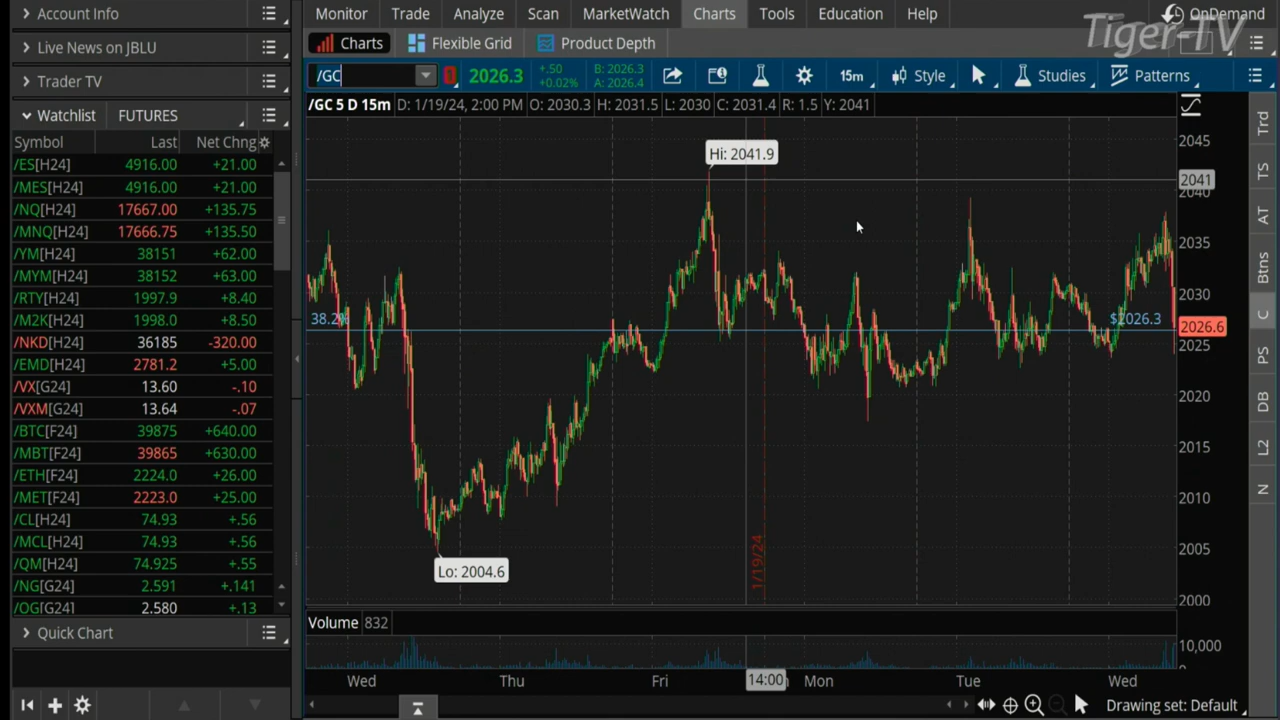 Account Info
Monitor Trade Analyze Scan MarketWatch Charts Tools Education Help OnDemand
Tiger-TV
Live News on JBLU
Charts Flexible Grid Product Depth
Trader TV
/GC 2026.3 +.50 +0.02% B: 2026.3 A: 2026.4 15m Style Studies Patterns
Watchlist FUTURES
/GC 5 D 15m D: 1/19/24, 2:00 PM O: 2030.3 H: 2031.5 L: 2030 C: 2031.4 R: 1.5 Y: 2041
Symbol Last Net Chng
/ES[H24] 4916.00 +21.00
/MES[H24] 4916.00 +21.00
/NQ[H24] 17667.00 +135.75
/MNQ[H24] 17666.75 +135.50
/YM[H24] 38151 +62.00
/MYM[H24] 38152 +63.00
/RTY[H24] 1997.9 +8.40
/M2K[H24] 1998.0 +8.50
/NKD[H24] 36185 -320.00
/EMD[H24] 2781.2 +5.00
/VX[G24] 13.60 -.10
/VXM[G24] 13.64 -.07
/BTC[F24] 39875 +640.00
/MBT[F24] 39865 +630.00
/ETH[F24] 2224.0 +26.00
/MET[F24] 2223.0 +25.00
/CL[H24] 74.93 +.56
/MCL[H24] 74.93 +.56
/QM[H24] 74.925 +.55
/NG[G24] 2.591 +.141
/OG[G24] 2.580 +.13
Quick Chart
Hi: 2041.9
Lo: 2004.6
38.2%
$2026.3
1/19/24
2045
2041
2040
2035
2030
2026.6
2025
2020
2015
2010
2005
2000
Volume 832
10,000
0
Wed Thu Fri 14:00 Mon Tue Wed
Drawing set: Default
Trd
TS
AT
Btns
C
PS
DB
L2
N